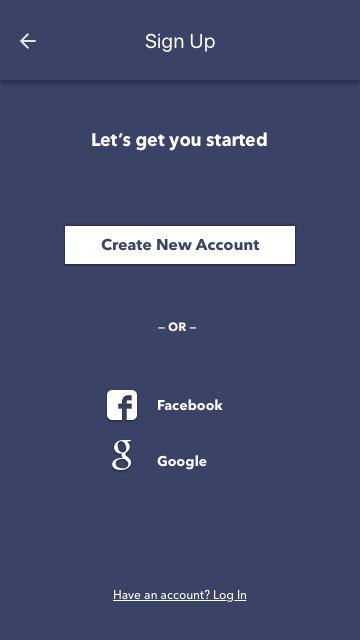 Sign Up
Let’s get you started
Create New Account
– OR –
Facebook
Google
Have an account? Log In